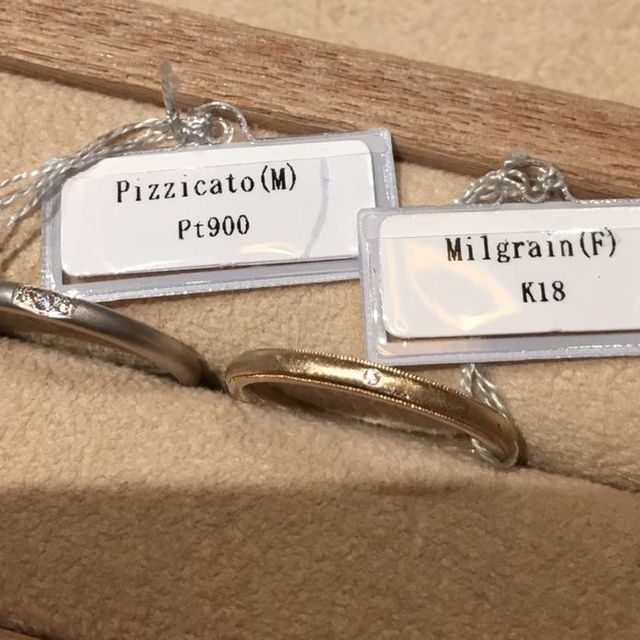 Pizzicato(M)
Pt900
Milgrain(F)
K18